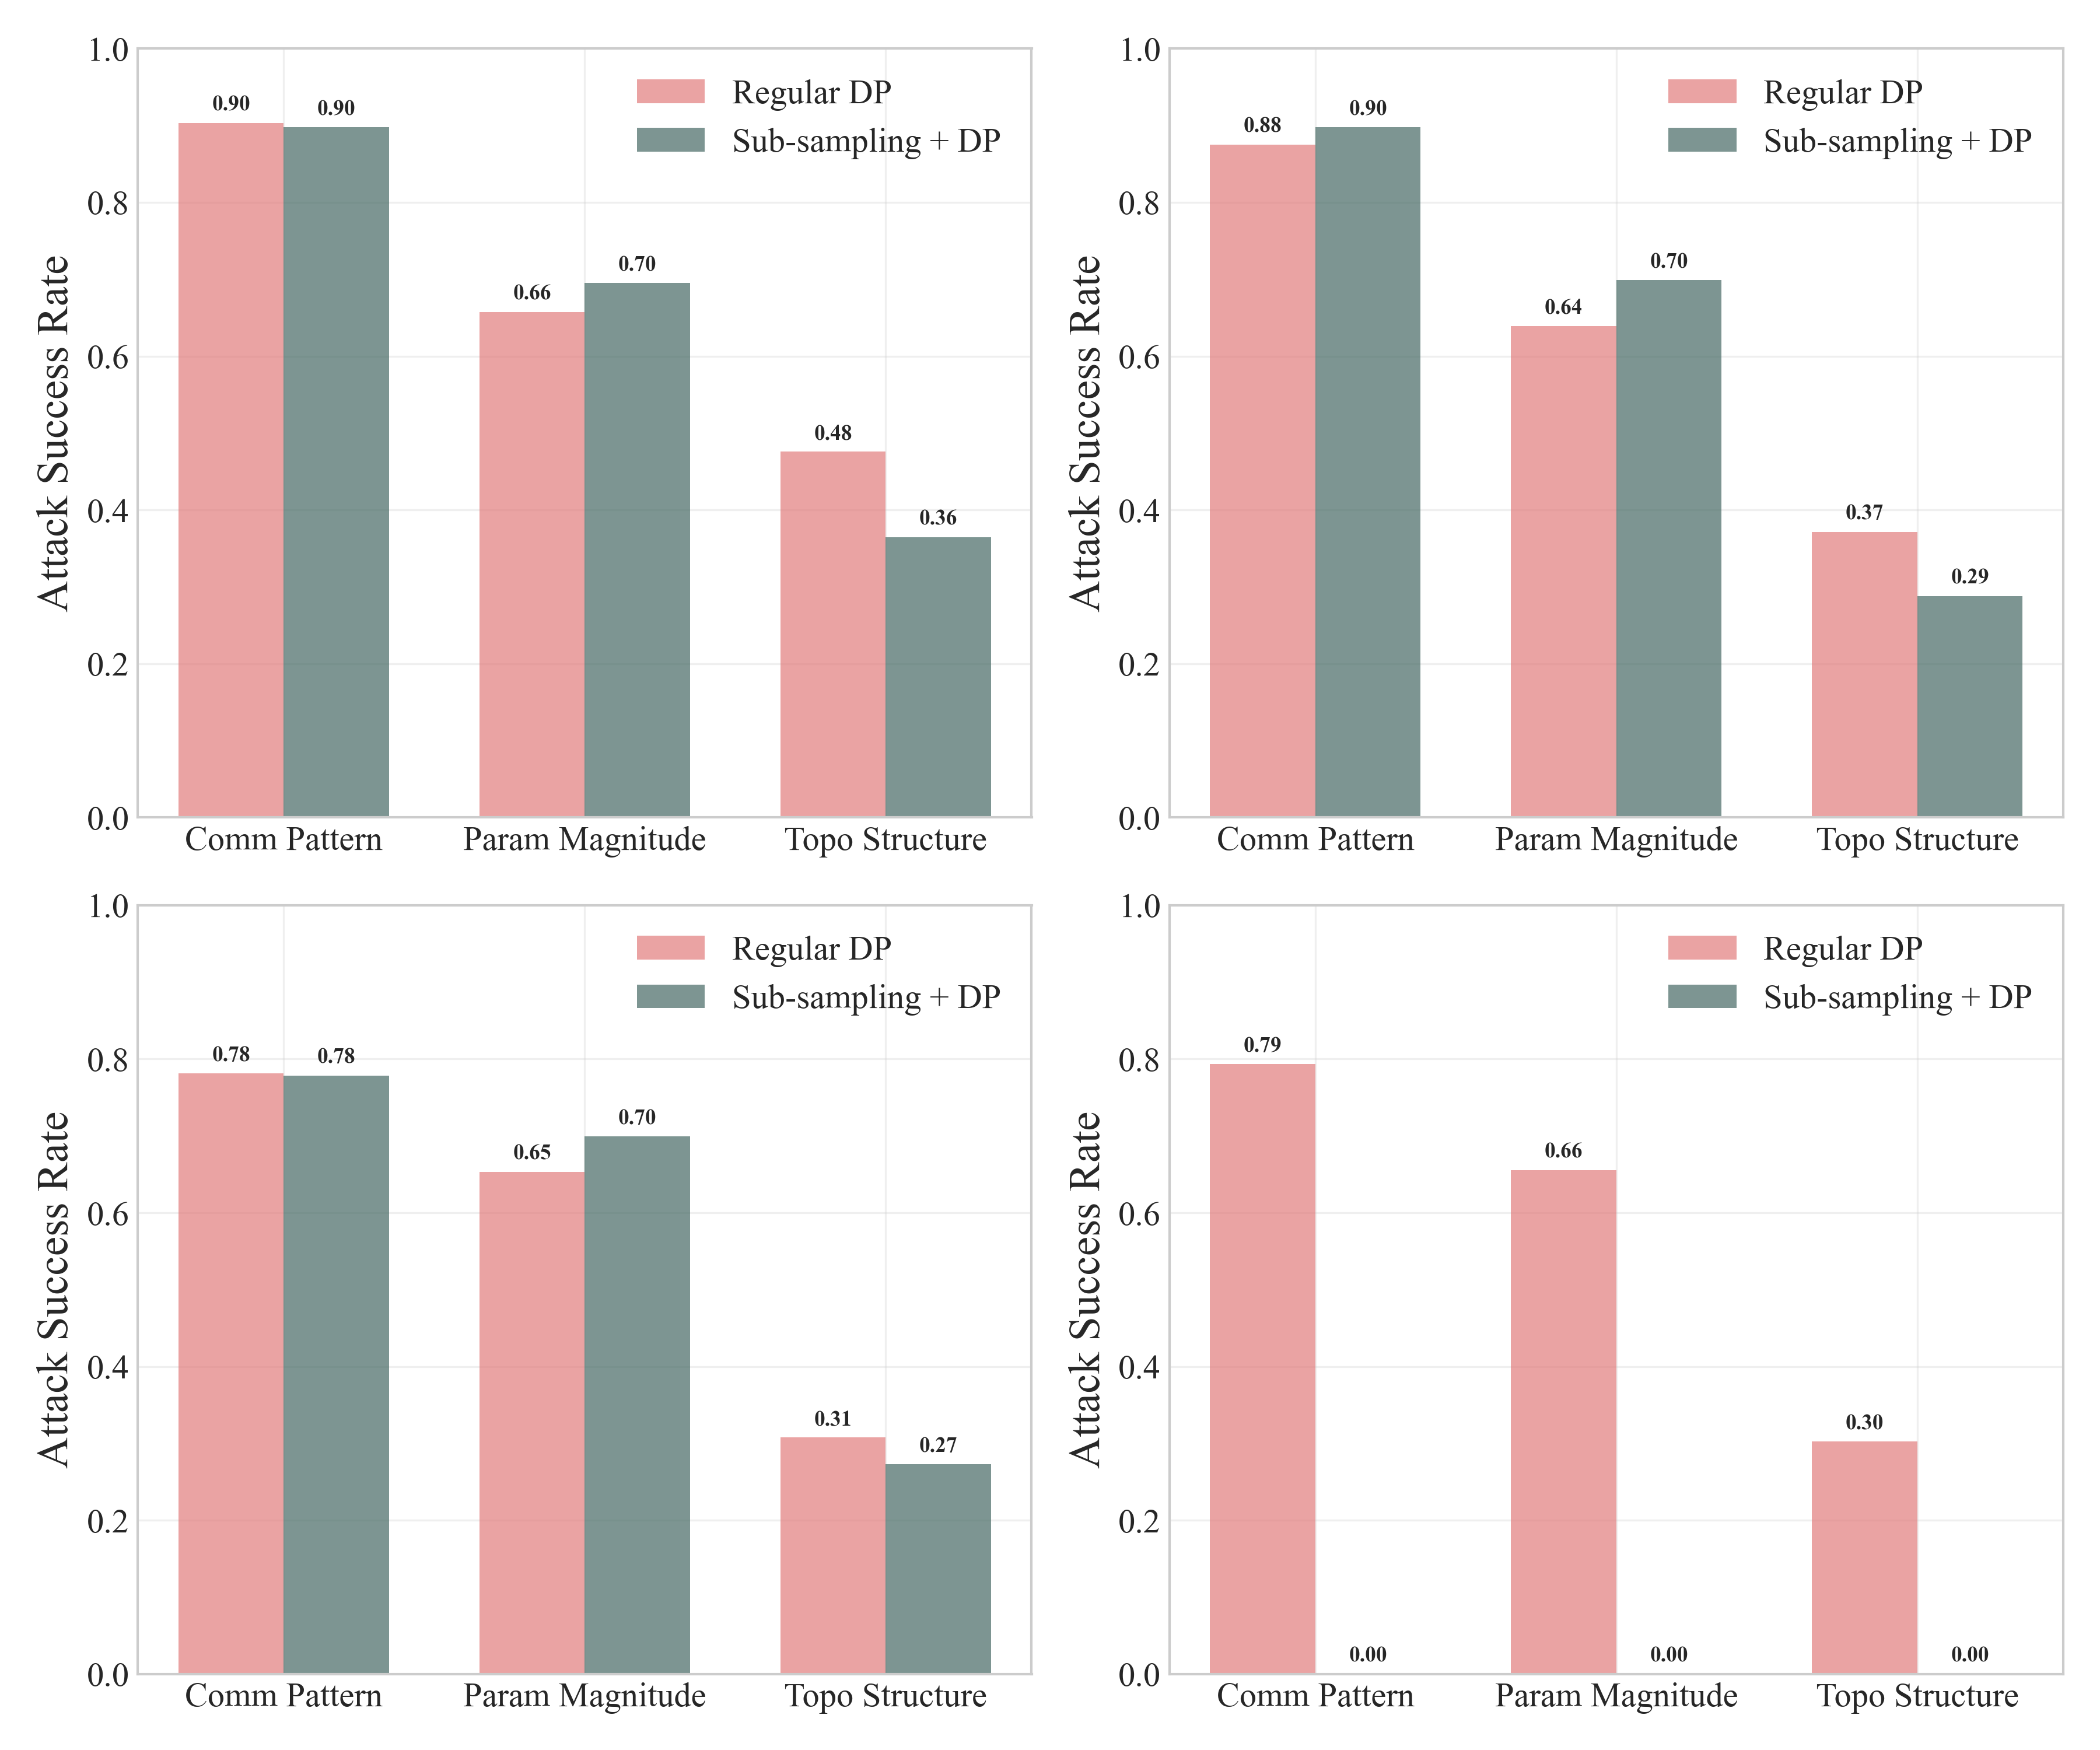 1.0
0.8
0.6
0.4
0.2
0.0
Attack Success Rate
Regular DP
Sub-sampling + DP
0.90
0.90
0.66
0.70
0.48
0.36
Comm Pattern
Param Magnitude
Topo Structure
1.0
0.8
0.6
0.4
0.2
0.0
Attack Success Rate
Regular DP
Sub-sampling + DP
0.88
0.90
0.64
0.70
0.37
0.29
Comm Pattern
Param Magnitude
Topo Structure
1.0
0.8
0.6
0.4
0.2
0.0
Attack Success Rate
Regular DP
Sub-sampling + DP
0.78
0.78
0.65
0.70
0.31
0.27
Comm Pattern
Param Magnitude
Topo Structure
1.0
0.8
0.6
0.4
0.2
0.0
Attack Success Rate
Regular DP
Sub-sampling + DP
0.79
0.00
0.66
0.00
0.30
0.00
Comm Pattern
Param Magnitude
Topo Structure